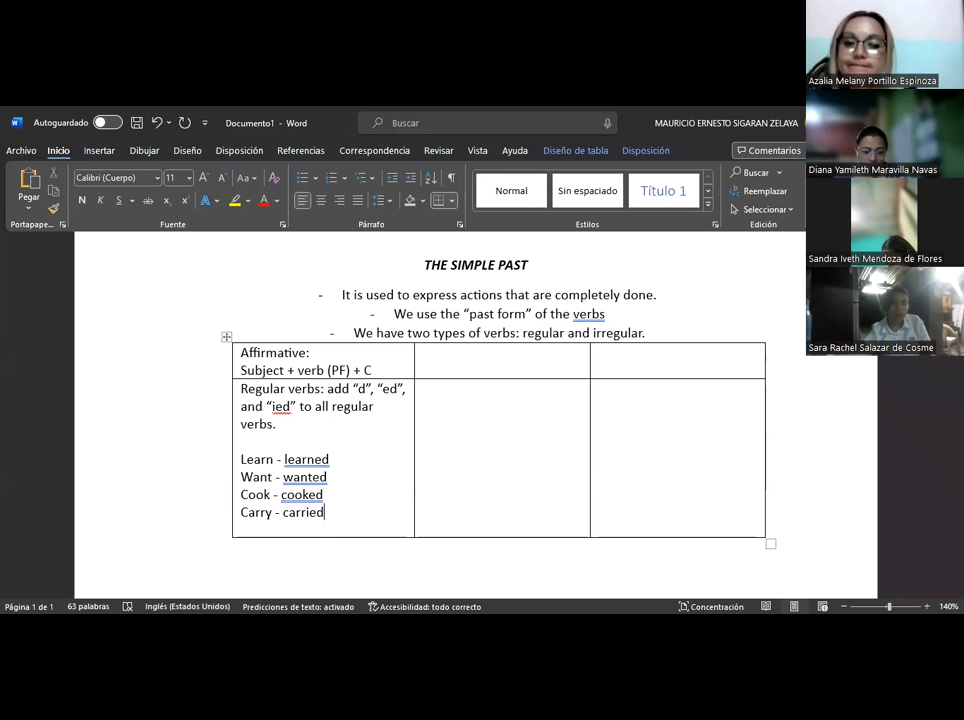 Azalia Melany Portillo Espinoza
Autoguardado
Documento1 - Word
Buscar
MAURICIO ERNESTO SIGARAN ZELAYA
Archivo Inicio Insertar Dibujar Diseño Disposición Referencias Correspondencia Revisar Vista Ayuda Diseño de tabla Disposición Comentarios
Diana Yamileth Maravilla Navas
Pegar
Calibri (Cuerpo) 11 A A Aa A
N K S ab x x A A
Normal
Sin espaciado
Título 1
Buscar
Reemplazar
Seleccionar
Portapape...
Fuente
Párrafo
Estilos
Edición
Sandra Iveth Mendoza de Flores
Sara Rachel Salazar de Cosme
THE SIMPLE PAST
- It is used to express actions that are completely done.
- We use the “past form” of the verbs
- We have two types of verbs: regular and irregular.
Affirmative:
Subject + verb (PF) + C
Regular verbs: add “d”, “ed”,
and “ied” to all regular
verbs.
Learn - learned
Want - wanted
Cook - cooked
Carry - carried
Página 1 de 1 63 palabras Inglés (Estados Unidos) Predicciones de texto: activado Accesibilidad: todo correcto Concentración 140%